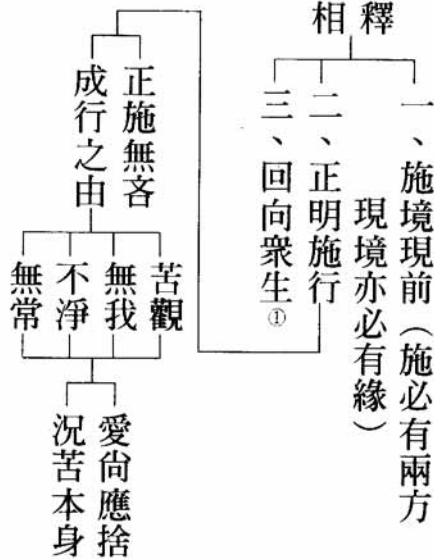 釋相
一、施境現前（施必有兩方
現境亦必有緣）
二、正明施行
三、回向衆生①
正施無吝
成行之由
苦觀
無我
不淨
無常
愛尙應捨
況苦本身